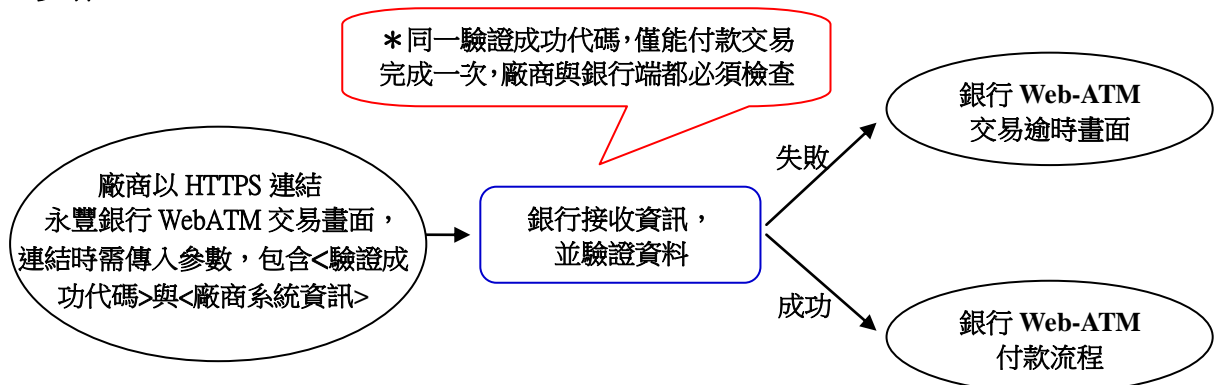 ＊同一驗證成功代碼，僅能付款交易
完成一次，廠商與銀行端都必須檢查
銀行 Web-ATM
交易逾時畫面
失敗
廠商以 HTTPS 連結
永豐銀行 WebATM 交易畫面，
連結時需傳入參數，包含<驗證成
功代碼>與<廠商系統資訊>
銀行接收資訊，
並驗證資料
成功
銀行 Web-ATM
付款流程